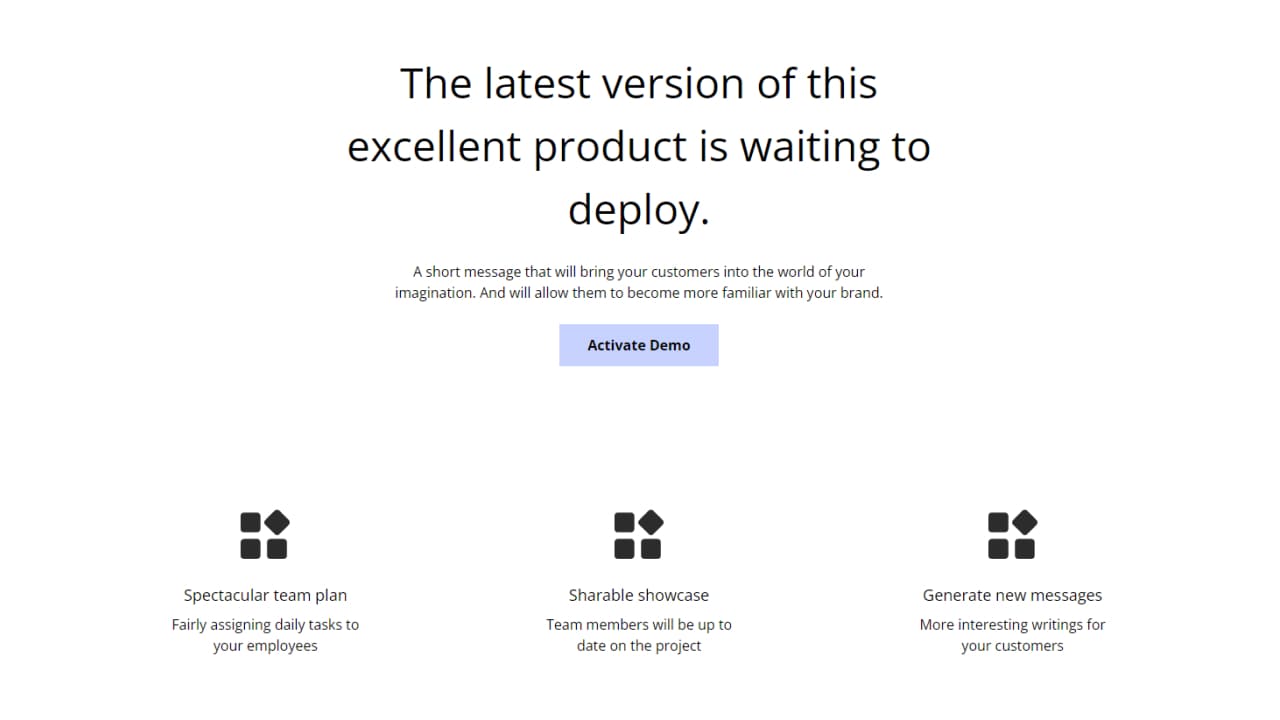 The latest version of this
excellent product is waiting to
deploy.
A short message that will bring your customers into the world of your
imagination. And will allow them to become more familiar with your brand.
Activate Demo
Spectacular team plan
Fairly assigning daily tasks to
your employees
Sharable showcase
Team members will be up to
date on the project
Generate new messages
More interesting writings for
your customers